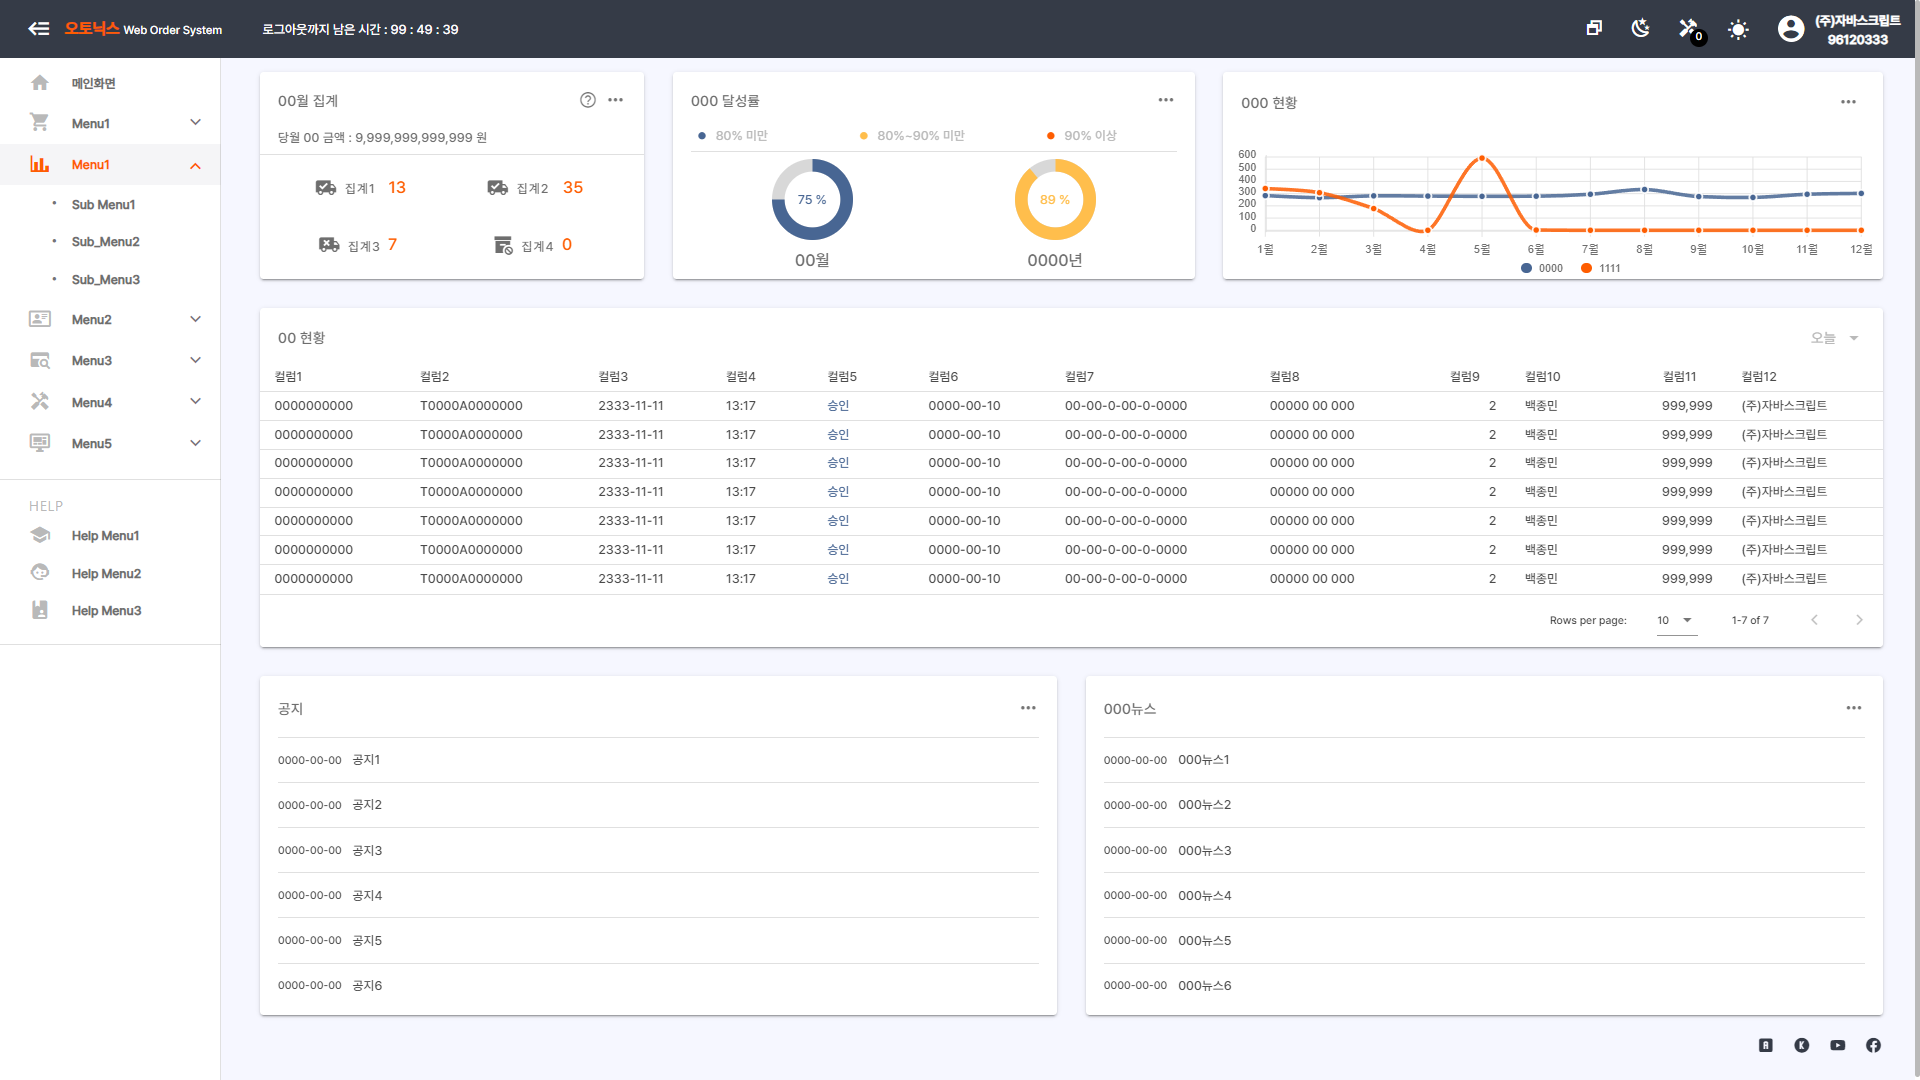 오토닉스 Web Order System
로그아웃까지 남은 시간 : 99 : 49 : 39
0
(주)자바스크립트
96120333
메인화면
Menu1
Menu1
Sub Menu1
Sub_Menu2
Sub_Menu3
Menu2
Menu3
Menu4
Menu5
HELP
Help Menu1
Help Menu2
Help Menu3
00월 집계
당월 00 금액 : 9,999,999,999,999 원
집계1 13
집계2 35
집계3 7
집계4 0
000 달성률
80% 미만
80%~90% 미만
90% 이상
75 %
89 %
00월
0000년
000 현황
600
500
400
300
200
100
0
1월 2월 3월 4월 5월 6월 7월 8월 9월 10월 11월 12월
0000 1111
00 현황
오늘
컬럼1 컬럼2 컬럼3 컬럼4 컬럼5 컬럼6 컬럼7 컬럼8 컬럼9 컬럼10 컬럼11 컬럼12
0000000000 T0000A0000000 2333-11-11 13:17 승인 0000-00-10 00-00-0-00-0-0000 00000 00 000 2 백종민 999,999 (주)자바스크립트
0000000000 T0000A0000000 2333-11-11 13:17 승인 0000-00-10 00-00-0-00-0-0000 00000 00 000 2 백종민 999,999 (주)자바스크립트
0000000000 T0000A0000000 2333-11-11 13:17 승인 0000-00-10 00-00-0-00-0-0000 00000 00 000 2 백종민 999,999 (주)자바스크립트
0000000000 T0000A0000000 2333-11-11 13:17 승인 0000-00-10 00-00-0-00-0-0000 00000 00 000 2 백종민 999,999 (주)자바스크립트
0000000000 T0000A0000000 2333-11-11 13:17 승인 0000-00-10 00-00-0-00-0-0000 00000 00 000 2 백종민 999,999 (주)자바스크립트
0000000000 T0000A0000000 2333-11-11 13:17 승인 0000-00-10 00-00-0-00-0-0000 00000 00 000 2 백종민 999,999 (주)자바스크립트
0000000000 T0000A0000000 2333-11-11 13:17 승인 0000-00-10 00-00-0-00-0-0000 00000 00 000 2 백종민 999,999 (주)자바스크립트
Rows per page: 10 1-7 of 7
공지
0000-00-00 공지1
0000-00-00 공지2
0000-00-00 공지3
0000-00-00 공지4
0000-00-00 공지5
0000-00-00 공지6
000뉴스
0000-00-00 000뉴스1
0000-00-00 000뉴스2
0000-00-00 000뉴스3
0000-00-00 000뉴스4
0000-00-00 000뉴스5
0000-00-00 000뉴스6